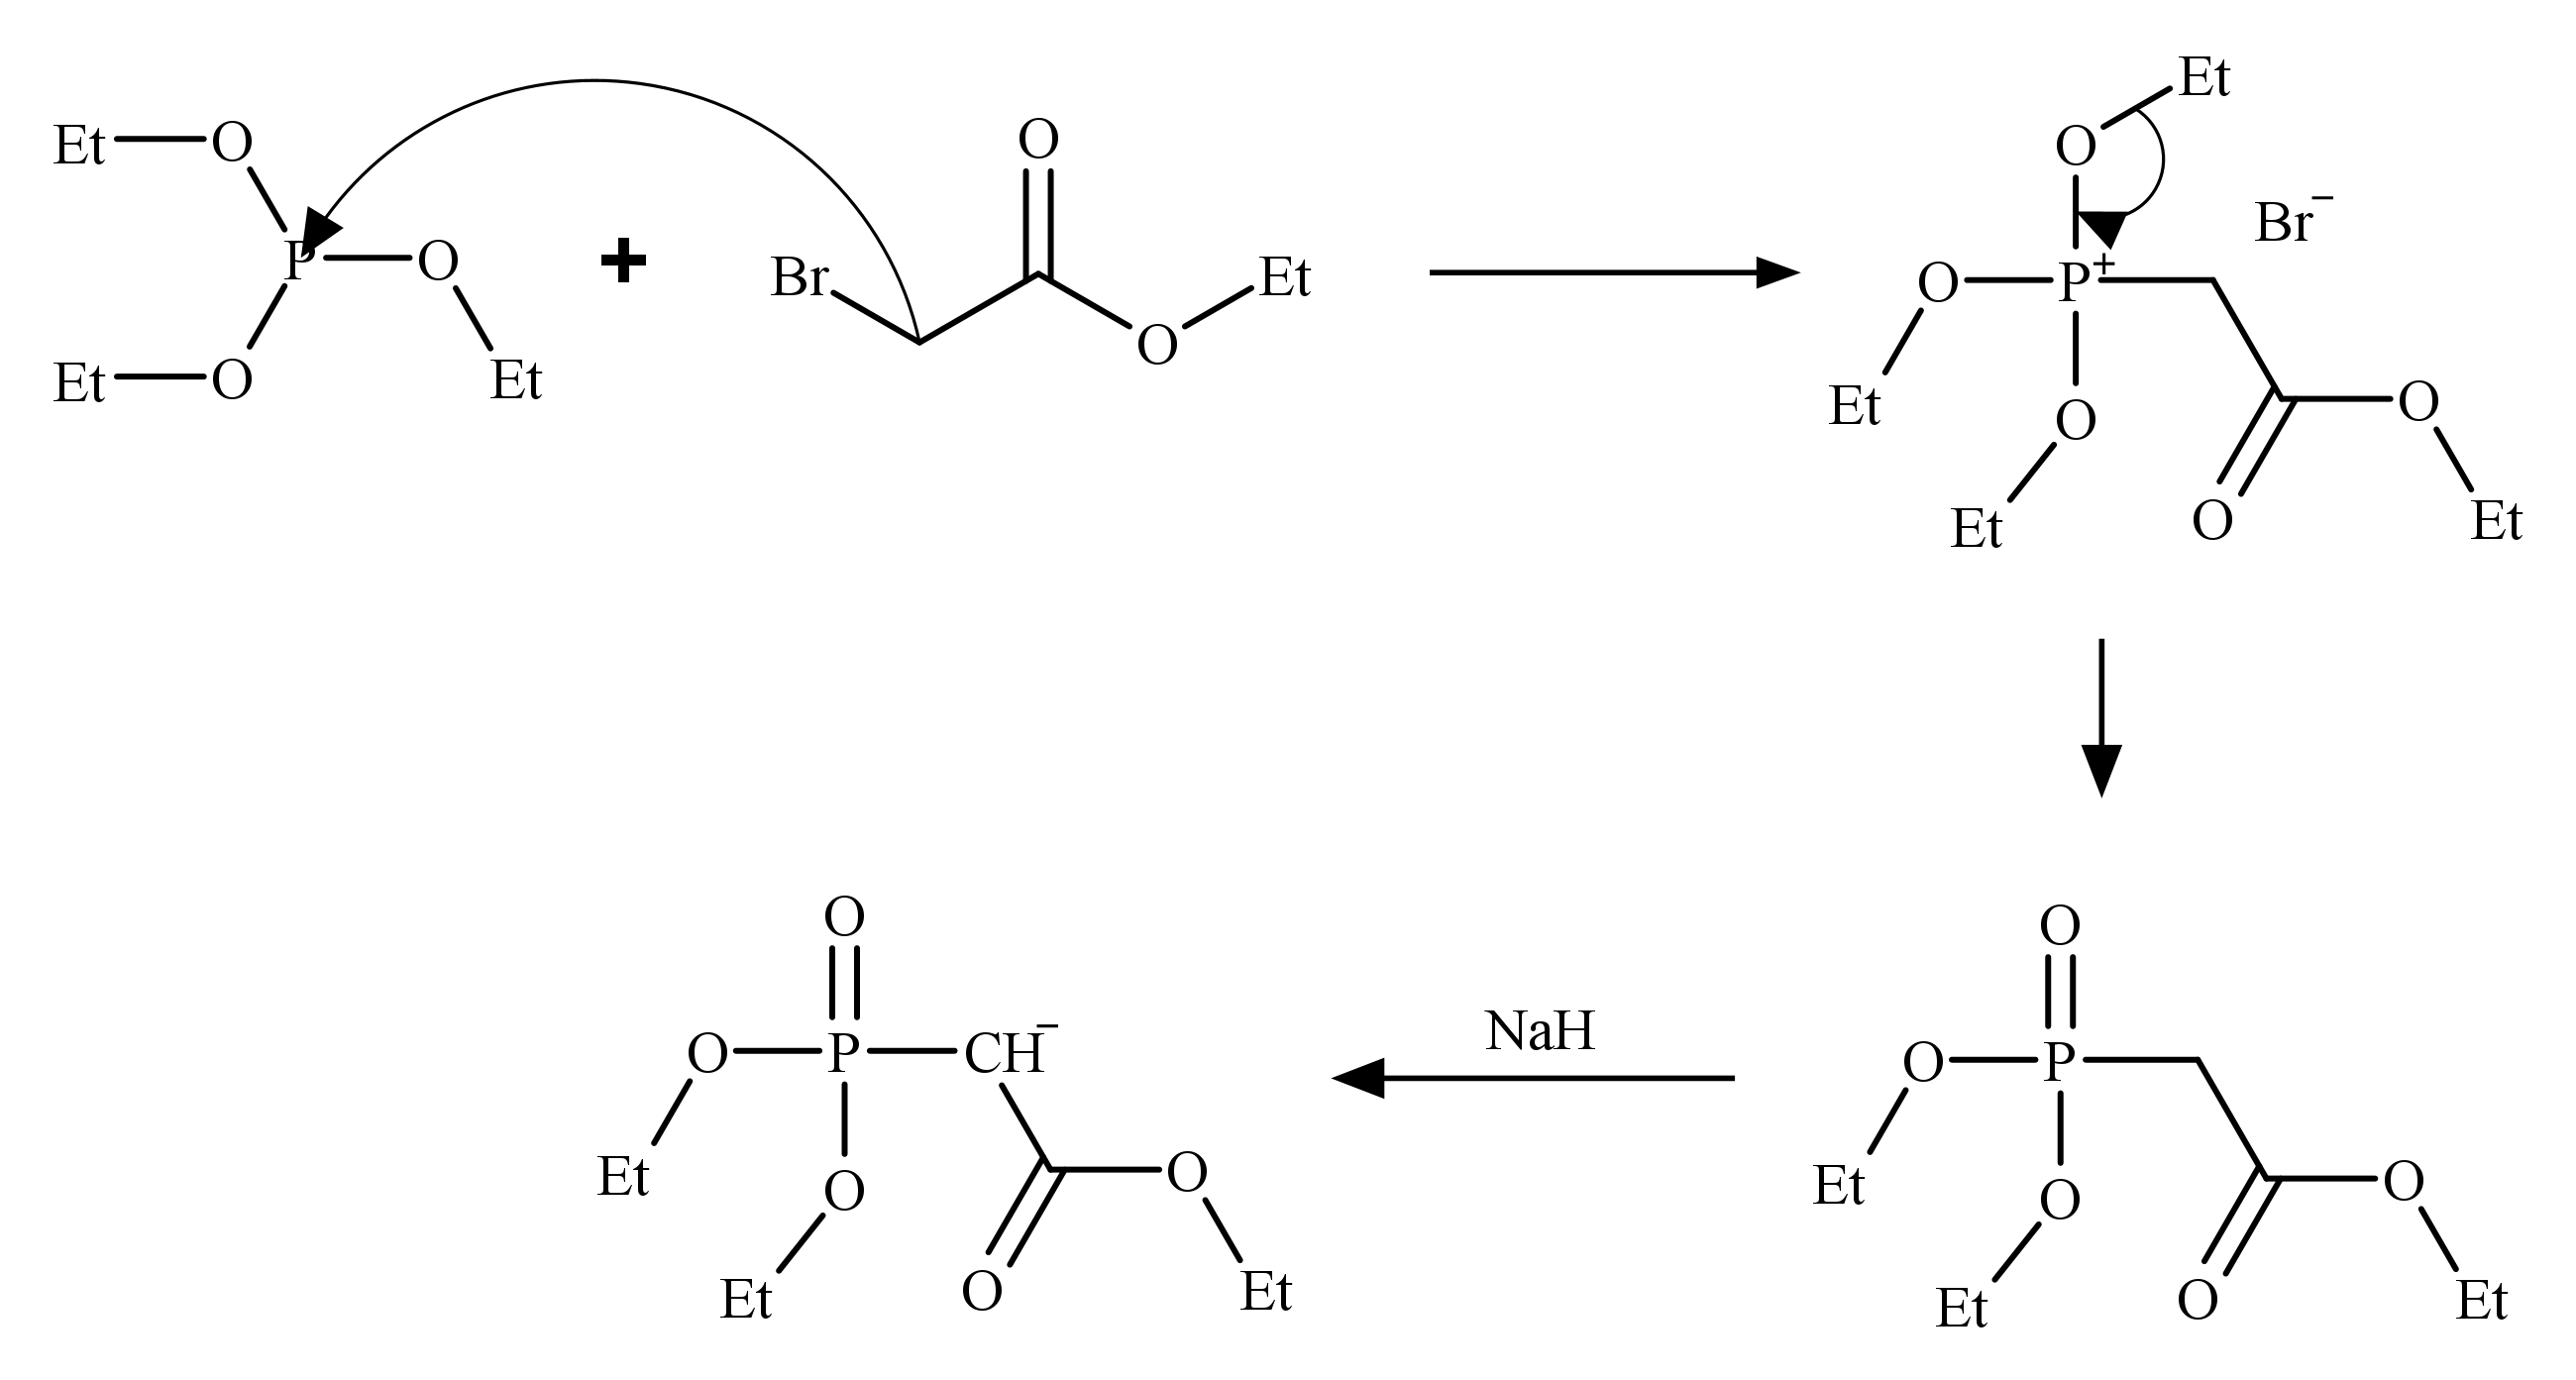 Et O P O Et O Et
+
Br O O Et
Et O P+ Br−
O Et O Et O O Et
O
O P O Et O Et O O Et
NaH
O
O P CH−
Et O Et O O Et